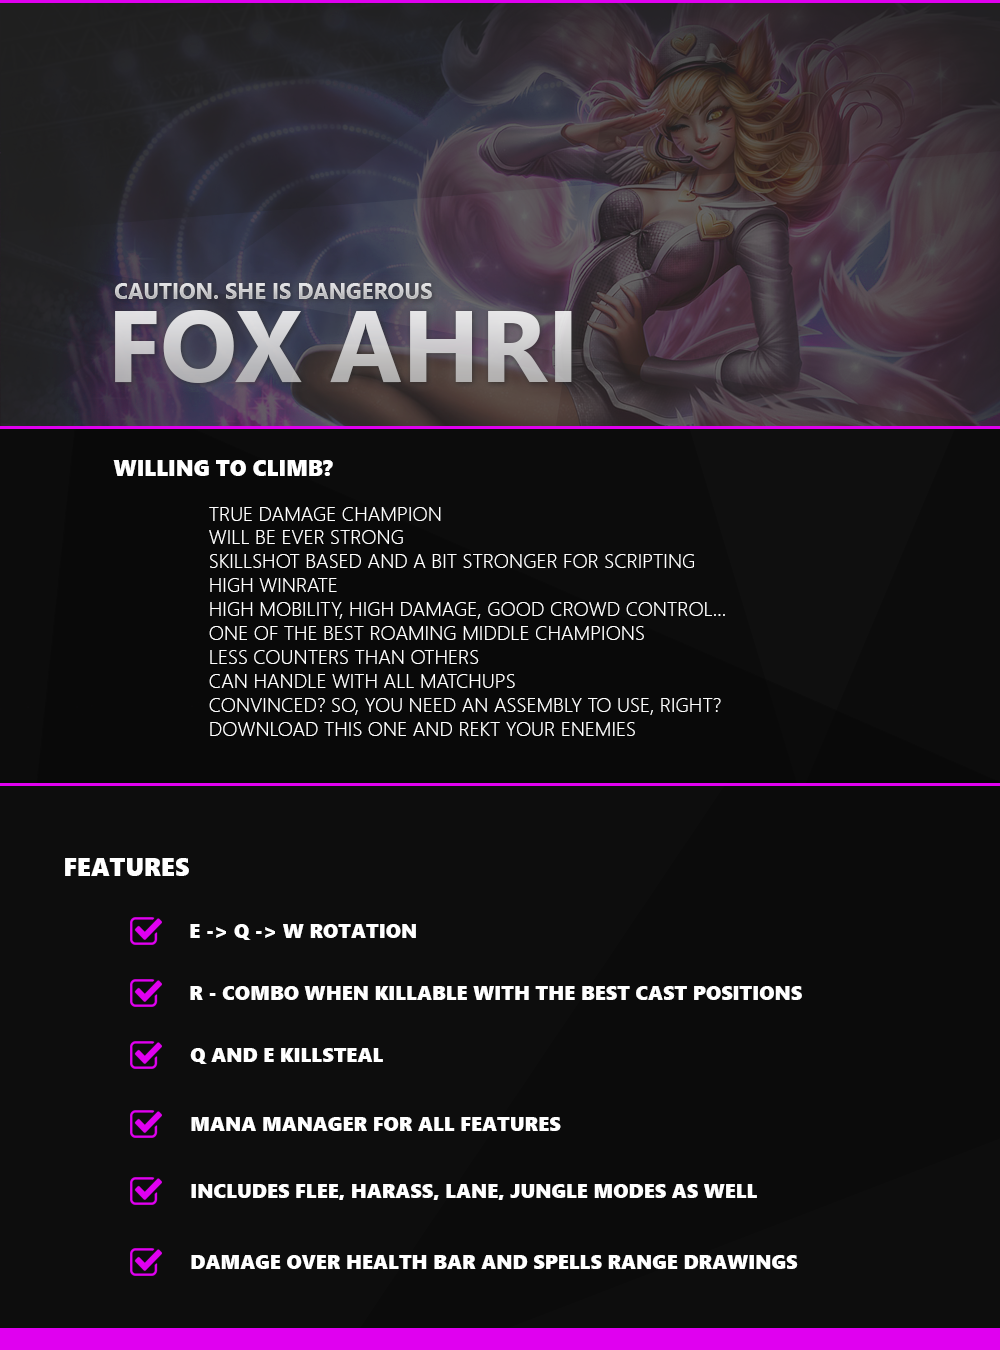 CAUTION. SHE IS DANGEROUS
FOX AHRI
WILLING TO CLIMB?
TRUE DAMAGE CHAMPION
WILL BE EVER STRONG
SKILLSHOT BASED AND A BIT STRONGER FOR SCRIPTING
HIGH WINRATE
HIGH MOBILITY, HIGH DAMAGE, GOOD CROWD CONTROL...
ONE OF THE BEST ROAMING MIDDLE CHAMPIONS
LESS COUNTERS THAN OTHERS
CAN HANDLE WITH ALL MATCHUPS
CONVINCED? SO, YOU NEED AN ASSEMBLY TO USE, RIGHT?
DOWNLOAD THIS ONE AND REKT YOUR ENEMIES
FEATURES
E -> Q -> W ROTATION
R - COMBO WHEN KILLABLE WITH THE BEST CAST POSITIONS
Q AND E KILLSTEAL
MANA MANAGER FOR ALL FEATURES
INCLUDES FLEE, HARASS, LANE, JUNGLE MODES AS WELL
DAMAGE OVER HEALTH BAR AND SPELLS RANGE DRAWINGS